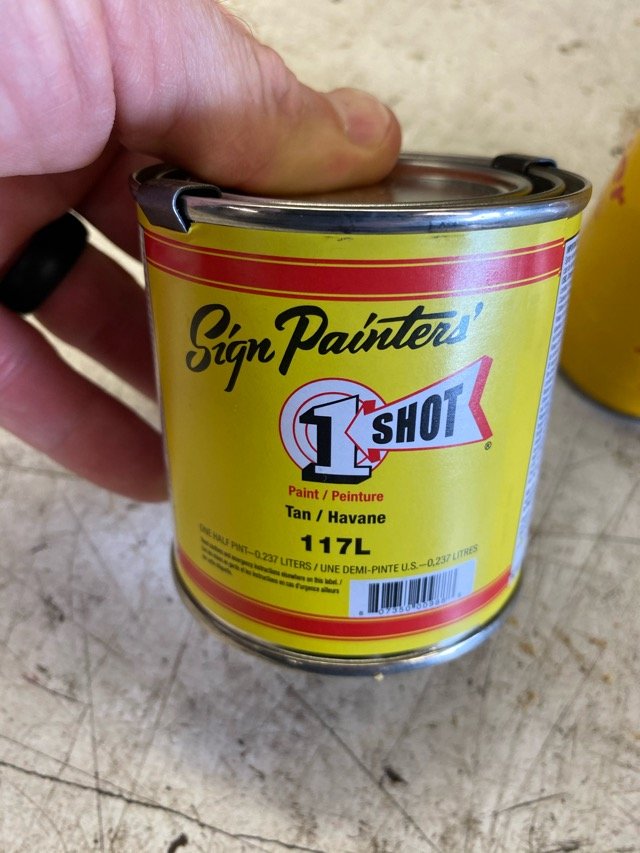 Sign Painters'
1 SHOT®
Paint / Peinture
Tan / Havane
117L
ONE HALF PINT—0.237 LITERS / UNE DEMI-PINTE U.S.—0,237 LITRES